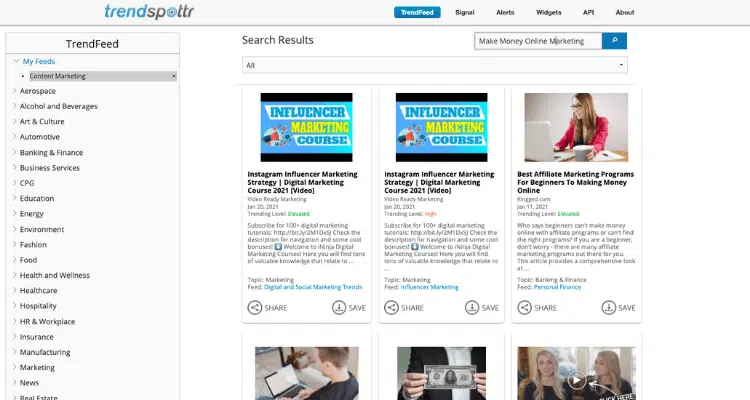 trendspottr
TrendFeed
Signal
Alerts
Widgets
API
About
TrendFeed
My Feeds
Content Marketing
×
Aerospace
Alcohol and Beverages
Art & Culture
Automotive
Banking & Finance
Business Services
CPG
Education
Energy
Environment
Fashion
Food
Health and Wellness
Healthcare
Hospitality
HR & Workplace
Insurance
Manufacturing
Marketing
News
Real Estate
Search Results
Make Money Online Marketing
All
INFLUENCER
MARKETING
COURSE
Instagram Influencer Marketing
Strategy | Digital Marketing
Course 2021 [Video]
Video Ready Marketing
Jan 20, 2021
Trending Level: Elevated
Subscribe for 100+ digital marketing
tutorials: http://bit.ly/2M1DxSJ Check the
description for navigation and some cool
bonuses! ⬇️ Welcome to iNinja Digital
Marketing Courses! Here you will find
tons of valuable knowledge that relate to
...
Topic: Marketing
Feed: Digital and Social Marketing Trends
SHARE
SAVE
INFLUENCER
MARKETING
COURSE
Instagram Influencer Marketing
Strategy | Digital Marketing
Course 2021 [Video]
Video Ready Marketing
Jan 20, 2021
Trending Level: High
Subscribe for 100+ digital marketing
tutorials: http://bit.ly/2M1DxSJ Check the
description for navigation and some cool
bonuses! ⬇️ Welcome to iNinja Digital
Marketing Courses! Here you will find
tons of valuable knowledge that relate to
...
Topic: Marketing
Feed: Influencer Marketing
SHARE
SAVE
Best Affiliate Marketing Programs
For Beginners To Making Money
Online
Kingged.com
Jan 11, 2021
Trending Level: Elevated
Who says beginners can't make money
online with affiliate programs or can't find
the right programs? If you are a beginner,
don't worry - there are many affiliate
marketing programs out there for you.
This article provides a comprehensive look
at ...
Topic: Banking & Finance
Feed: Personal Finance
SHARE
SAVE